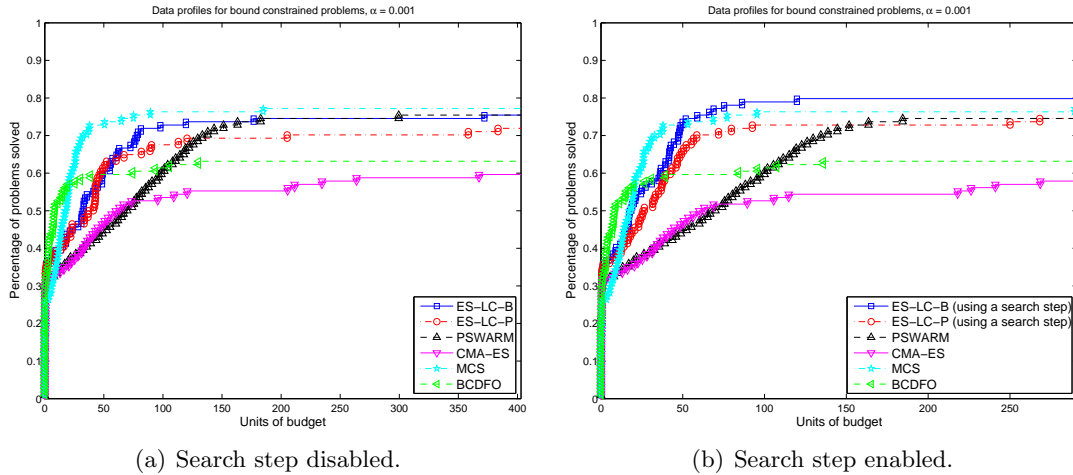 Data profiles for bound constrained problems, α = 0.001
Percentage of problems solved
1
0.9
0.8
0.7
0.6
0.5
0.4
0.3
0.2
0.1
0
0 50 100 150 200 250 300 350 400
Units of budget
ES−LC−B
ES−LC−P
PSWARM
CMA−ES
MCS
BCDFO
(a) Search step disabled.
Data profiles for bound constrained problems, α = 0.001
Percentage of problems solved
1
0.9
0.8
0.7
0.6
0.5
0.4
0.3
0.2
0.1
0
0 50 100 150 200 250
Units of budget
ES−LC−B (using a search step)
ES−LC−P (using a search step)
PSWARM
CMA−ES
MCS
BCDFO
(b) Search step enabled.